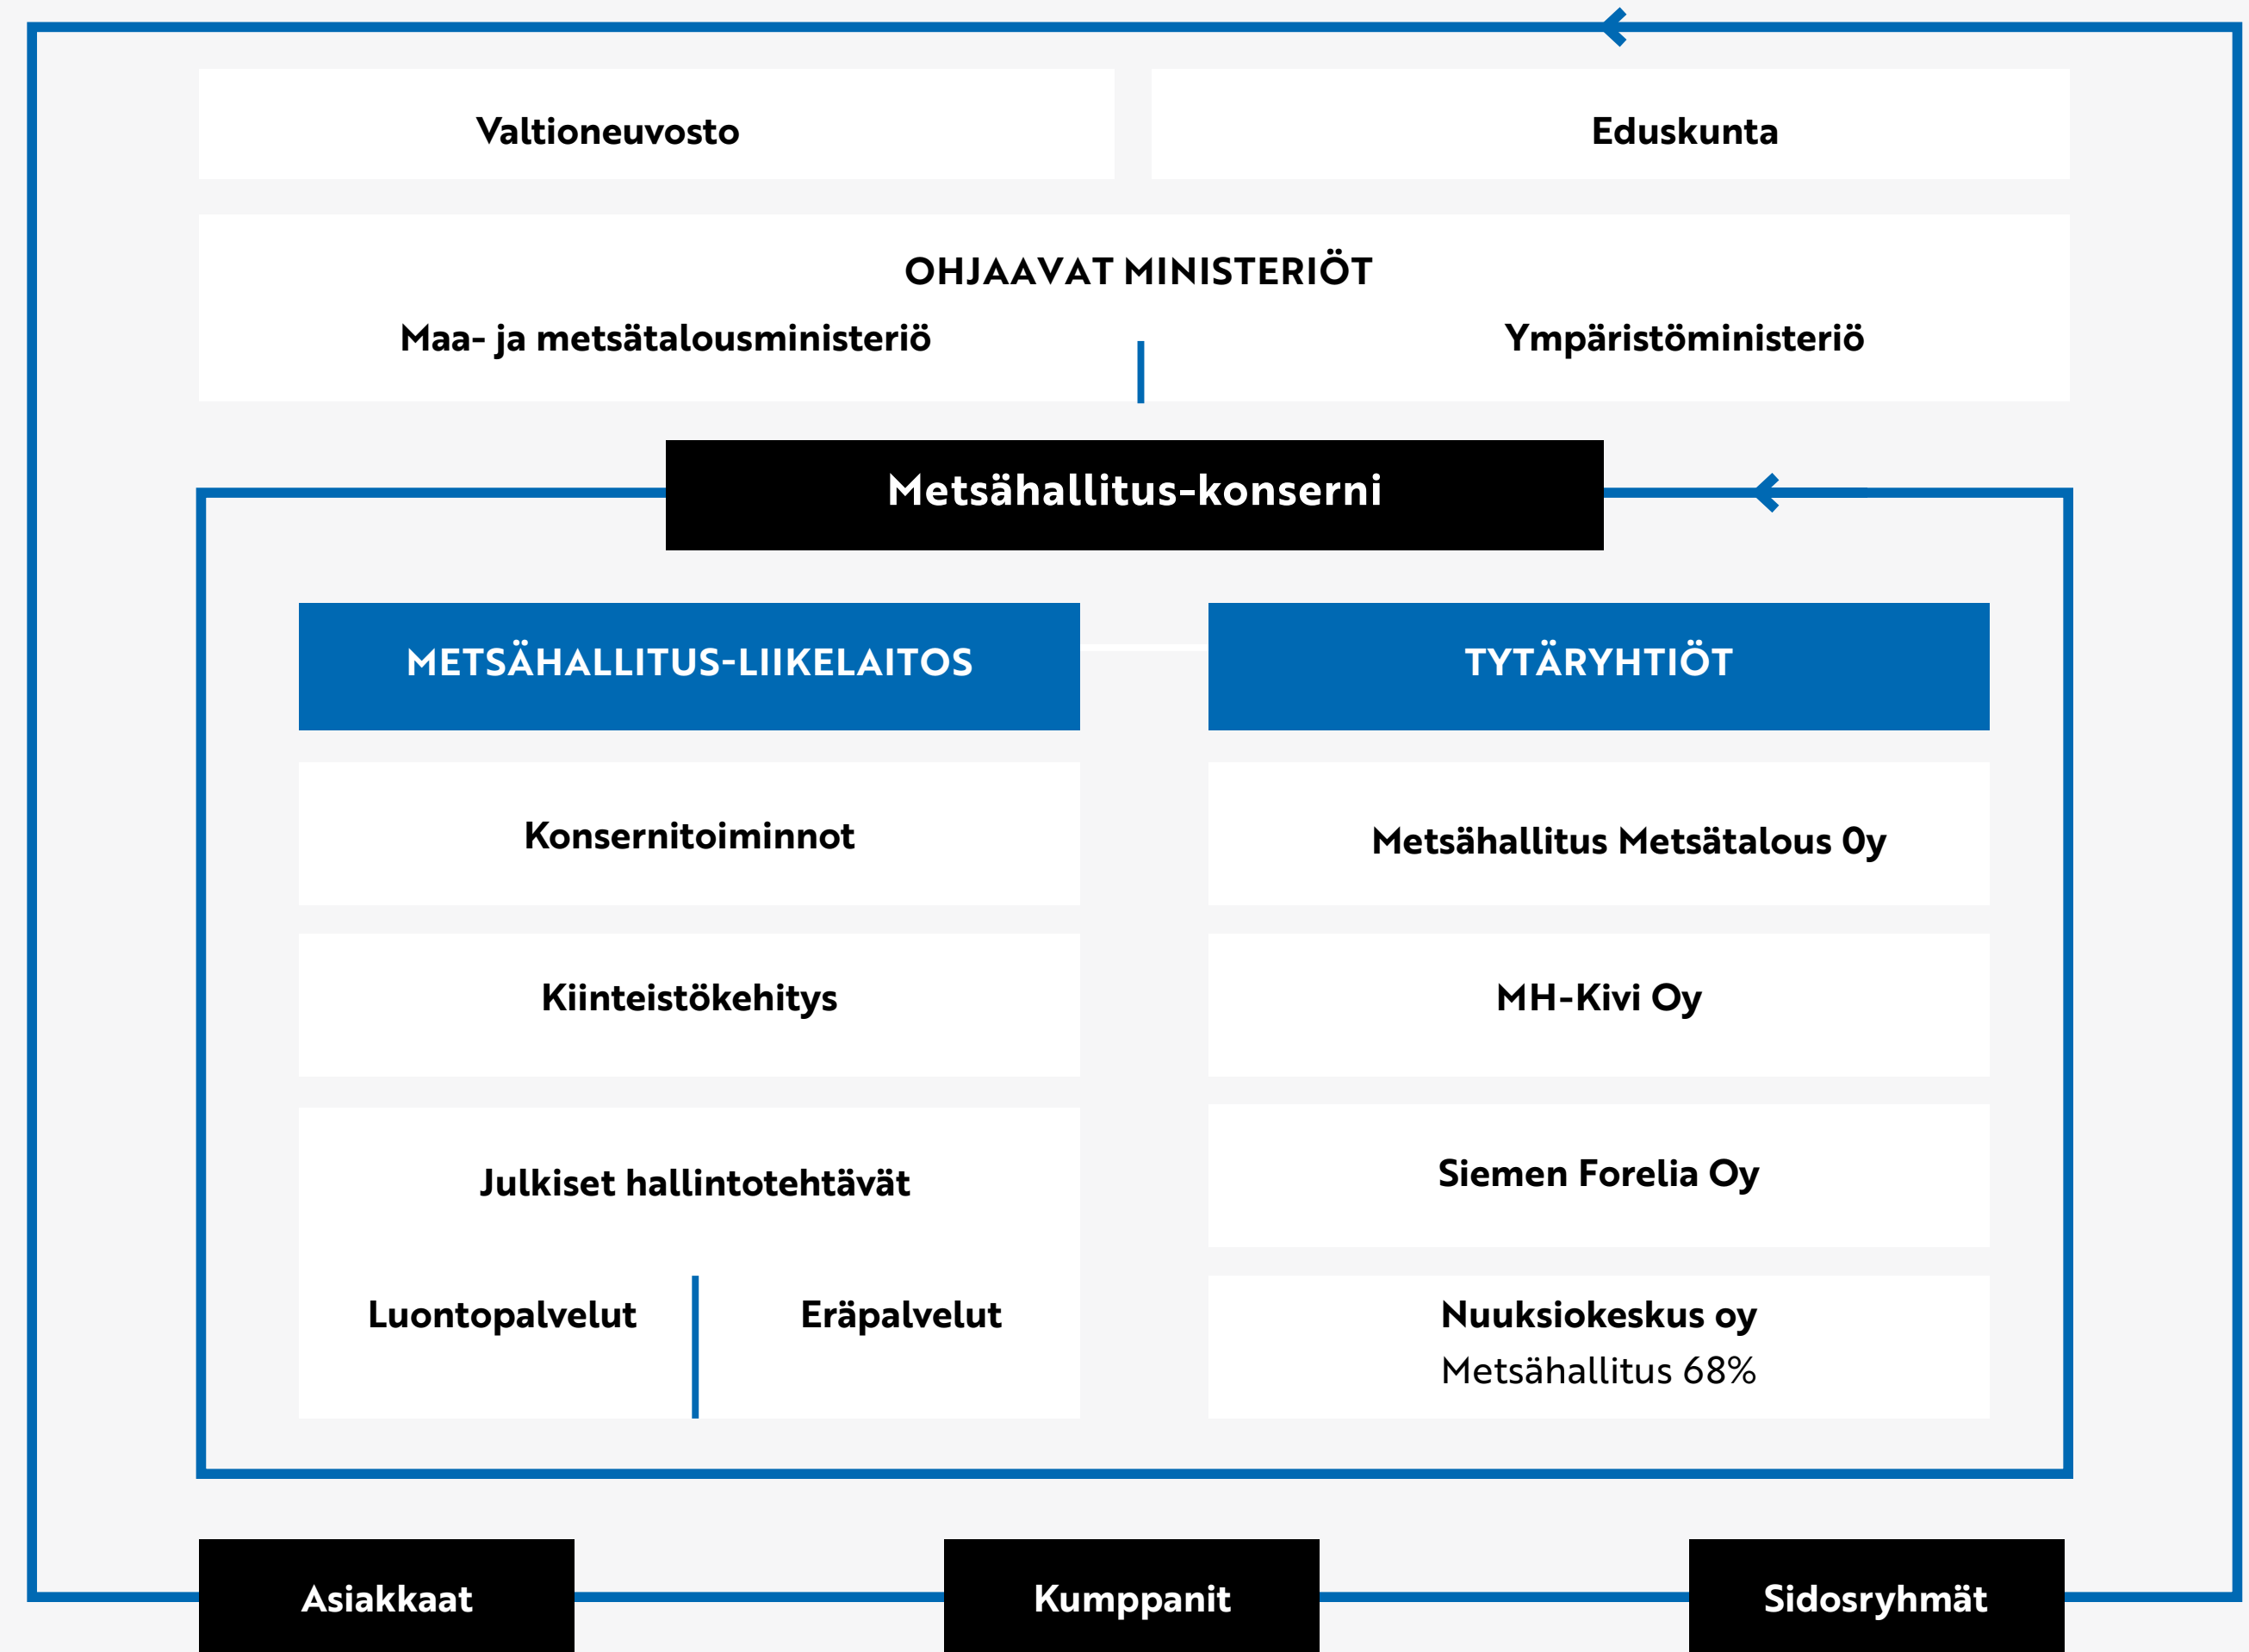 Valtioneuvosto
Eduskunta
OHJAAVAT MINISTERIÖT
Maa- ja metsätalousministeriö
Ympäristöministeriö
Metsähallitus-konserni
METSÄHALLITUS-LIIKELAITOS
TYTÄRYHTIÖT
Konsernitoiminnot
Metsähallitus Metsätalous 0y
Kiinteistökehitys
MH-Kivi Oy
Julkiset hallintotehtävät
Siemen Forelia Oy
Luontopalvelut
Eräpalvelut
Nuuksiokeskus oy
Metsähallitus 68%
Asiakkaat
Kumppanit
Sidosryhmät